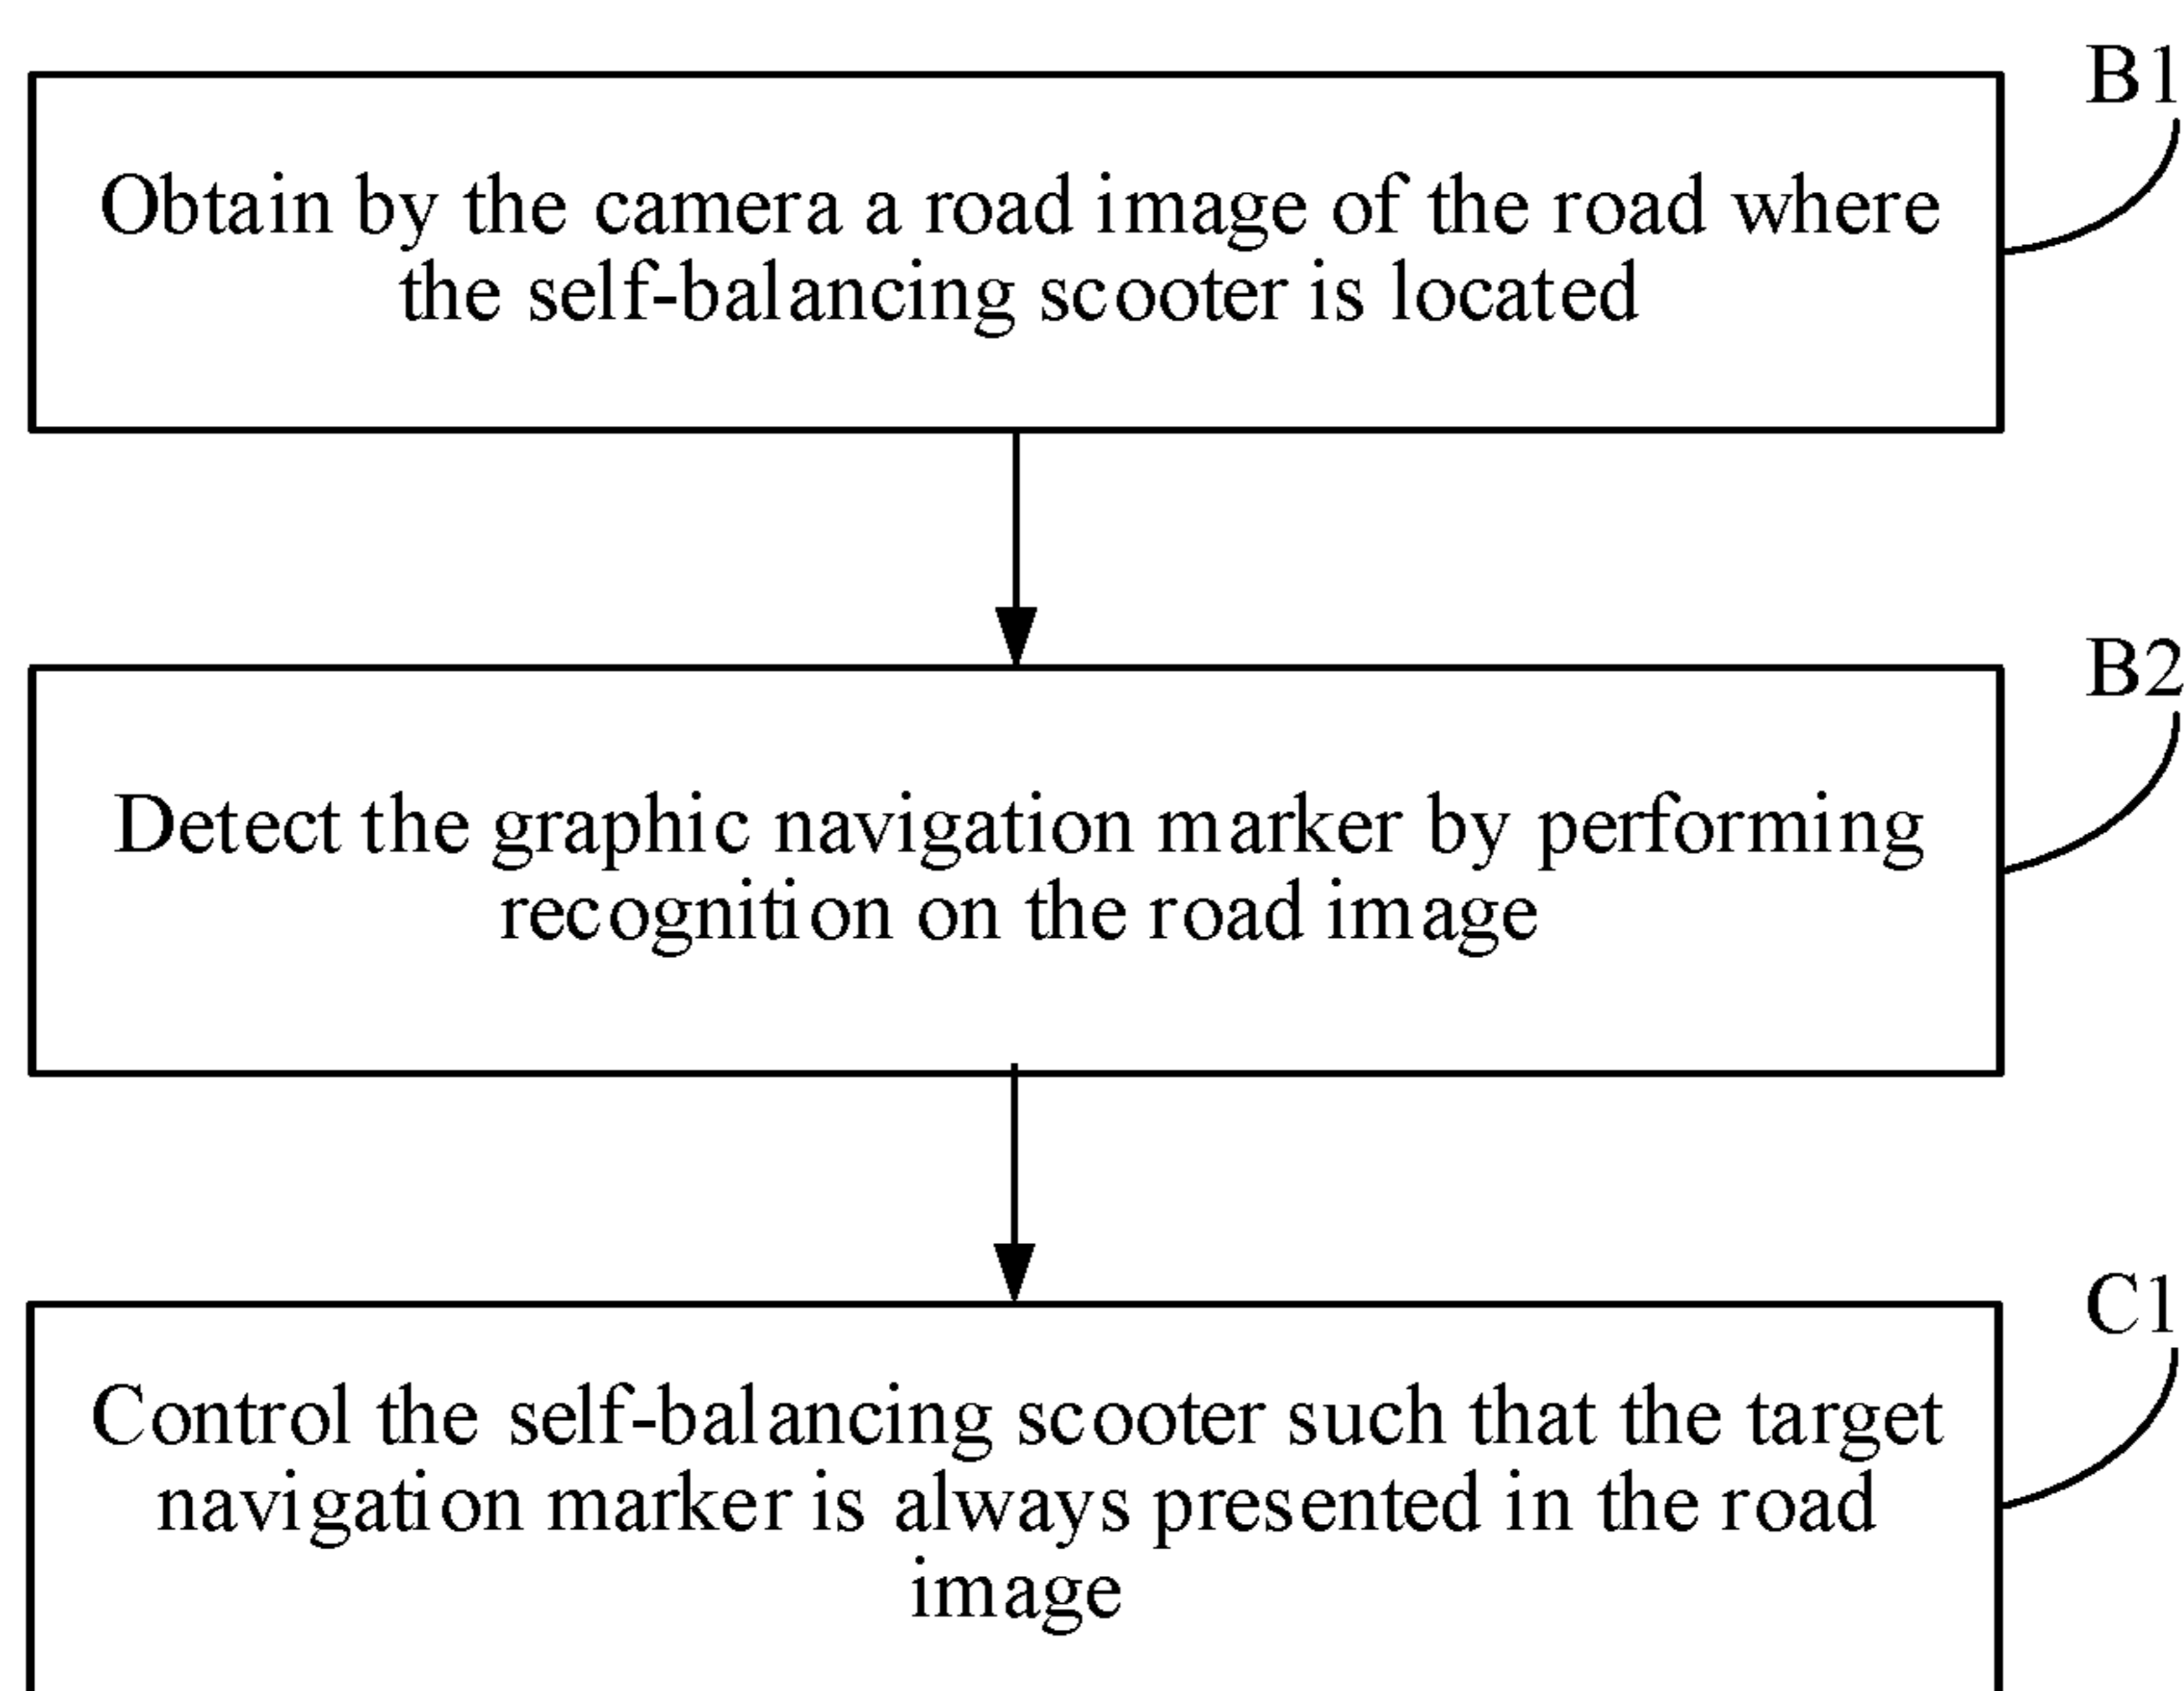 B1
Obtain by the camera a road image of the road where
the self-balancing scooter is located
B2
Detect the graphic navigation marker by performing
recognition on the road image
C1
Control the self-balancing scooter such that the target
navigation marker is always presented in the road
image